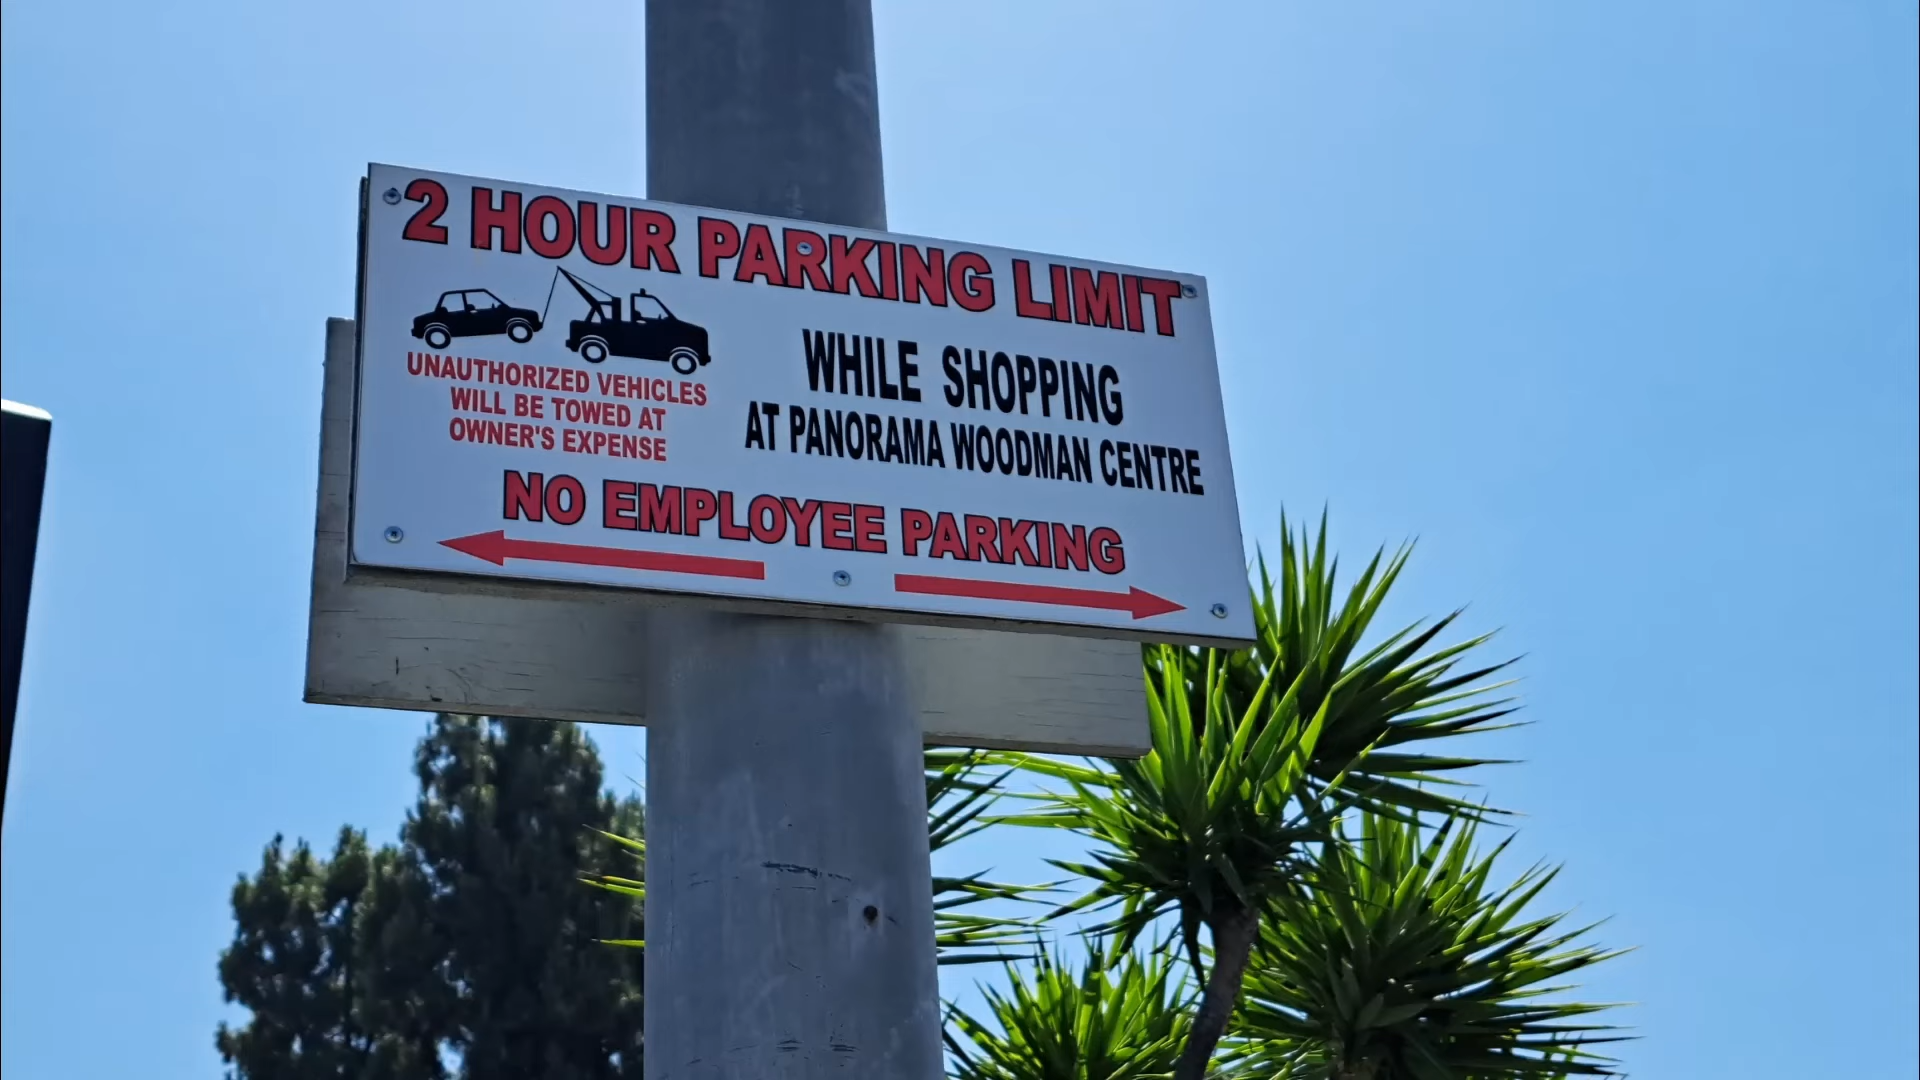 2 HOUR PARKING LIMIT
UNAUTHORIZED VEHICLES
WILL BE TOWED AT
OWNER'S EXPENSE
WHILE SHOPPING
AT PANORAMA WOODMAN CENTRE
NO EMPLOYEE PARKING